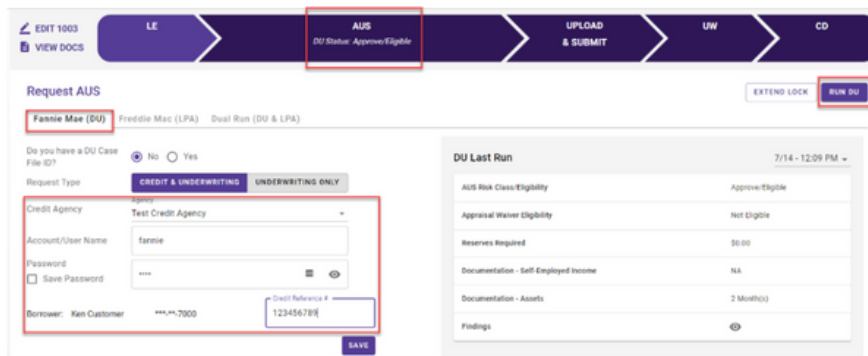 EDIT 1003
VIEW DOCS
LE
AUS
DU Status: Approve/Eligible
UPLOAD
& SUBMIT
UW
CD
Request AUS
EXTEND LOCK
RUN DU
Fannie Mae (DU)
Freddie Mac (LPA)
Dual Run (DU & LPA)
Do you have a DU Case
File ID?
No
Yes
Request Type
CREDIT & UNDERWRITING
UNDERWRITING ONLY
Credit Agency
Agency
Test Credit Agency
Account/User Name
fannie
Password
Save Password
····
Borrower: Ken Customer
***-**-7000
Credit Reference #
123456789
SAVE
DU Last Run
7/14 - 12:09 PM
AUS Risk Class/Eligibility
Approve/Eligible
Appraisal Waiver Eligibility
Not Eligible
Reserves Required
$0.00
Documentation - Self-Employed Income
NA
Documentation - Assets
2 Month(s)
Findings